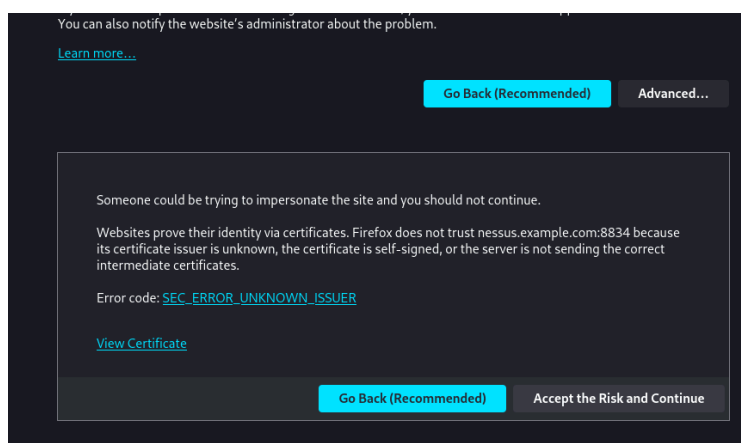 You can also notify the website's administrator about the problem.
Learn more…
Go Back (Recommended)
Advanced…
Someone could be trying to impersonate the site and you should not continue.
Websites prove their identity via certificates. Firefox does not trust nessus.example.com:8834 because
its certificate issuer is unknown, the certificate is self-signed, or the server is not sending the correct
intermediate certificates.
Error code: SEC_ERROR_UNKNOWN_ISSUER
View Certificate
Go Back (Recommended)
Accept the Risk and Continue